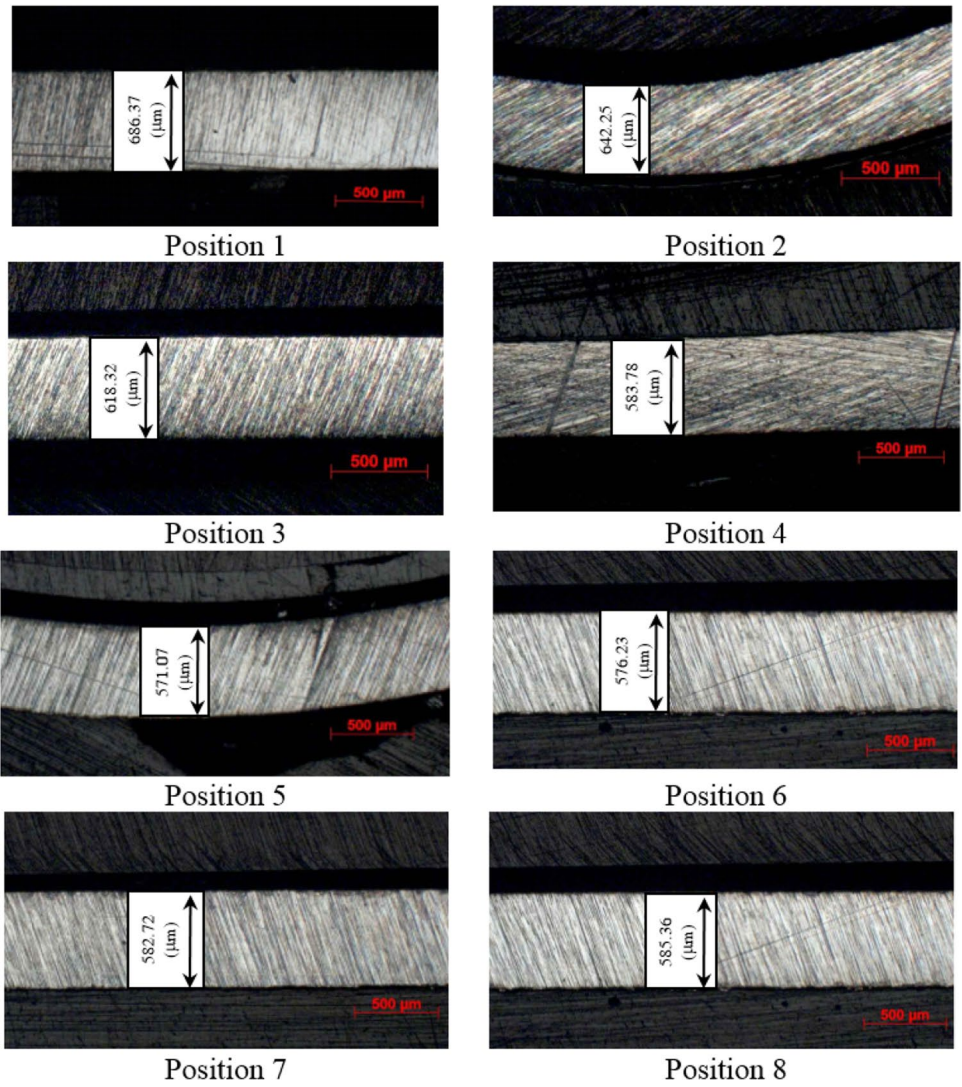 686.37
(μm)
500 μm
Position 1
642.25
(μm)
500 μm
Position 2
618.32
(μm)
500 μm
Position 3
583.78
(μm)
500 μm
Position 4
571.07
(μm)
500 μm
Position 5
576.23
(μm)
500 μm
Position 6
582.72
(μm)
500 μm
Position 7
585.36
(μm)
500 μm
Position 8